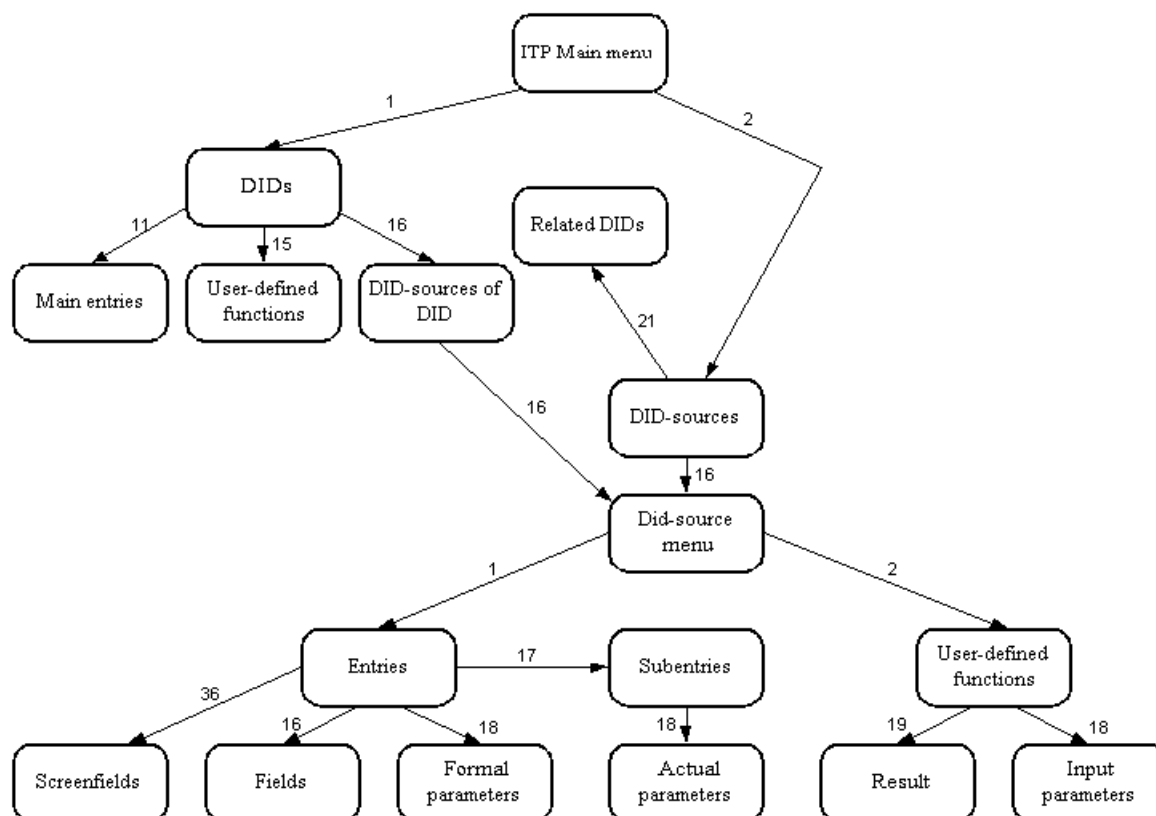 ITP Main menu
1
2
DIDs
Related DIDs
11
15
16
Main entries
User-defined
functions
DID-sources of
DID
21
16
DID-sources
16
Did-source
menu
1
2
Entries
17
Subentries
User-defined
functions
36
16
18
18
19
18
Screenfields
Fields
Formal
parameters
Actual
parameters
Result
Input
parameters